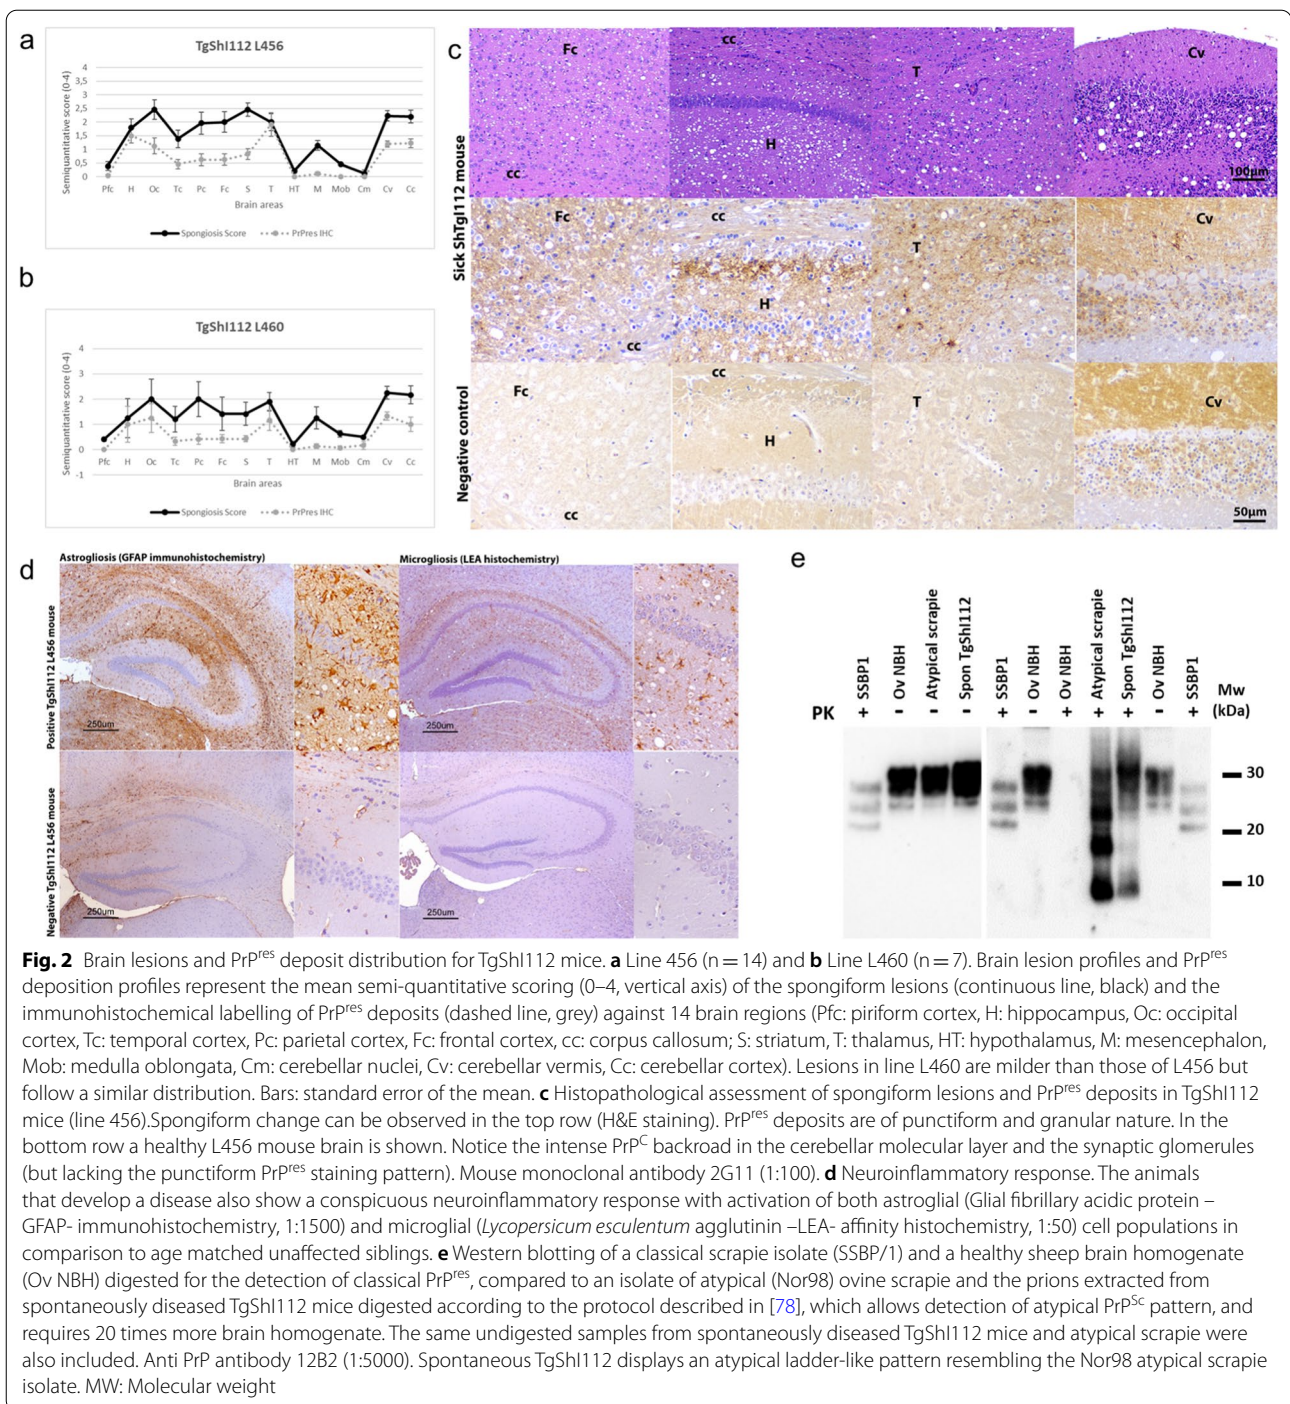 a
TgShI112 L456
Semiquantitative score (0-4)
4
3,5
3
2,5
2
1,5
1
0,5
0
Pfc H Oc Tc Pc Fc S T HT M Mob Cm Cv Cc
Brain areas
Spongiosis Score PrPres IHC
b
TgShI112 L460
Semiquantitative score (0-4)
4
3
2
1
0
-1
Pfc H Oc Tc Pc Fc S T HT M Mob Cm Cv Cc
Brain areas
Spongiosis Score PrPres IHC
c
Sick ShTgI112 mouse
Negative control
Fc cc T Cv
H
cc 100µm
Fc cc T Cv
H
cc
Fc cc T Cv
H
cc 50µm
d
Astrogliosis (GFAP immunohistochemistry) Microgliosis (LEA histochemistry)
Positive TgShI112 L456 mouse
250um 250um
Negative TgShI112 L456 mouse
250um 250um
e
SSBP1 Ov NBH Atypical scrapie Spon TgShI112 SSBP1 Ov NBH Ov NBH Atypical scrapie Spon TgShI112 Ov NBH SSBP1
Mw
(kDa)
PK + - - - + - + + + - +
30
20
10
Fig. 2 Brain lesions and PrPres deposit distribution for TgShI112 mice. a Line 456 (n = 14) and b Line L460 (n = 7). Brain lesion profiles and PrPres
deposition profiles represent the mean semi-quantitative scoring (0–4, vertical axis) of the spongiform lesions (continuous line, black) and the
immunohistochemical labelling of PrPres deposits (dashed line, grey) against 14 brain regions (Pfc: piriform cortex, H: hippocampus, Oc: occipital
cortex, Tc: temporal cortex, Pc: parietal cortex, Fc: frontal cortex, cc: corpus callosum; S: striatum, T: thalamus, HT: hypothalamus, M: mesencephalon,
Mob: medulla oblongata, Cm: cerebellar nuclei, Cv: cerebellar vermis, Cc: cerebellar cortex). Lesions in line L460 are milder than those of L456 but
follow a similar distribution. Bars: standard error of the mean. c Histopathological assessment of spongiform lesions and PrPres deposits in TgShI112
mice (line 456).Spongiform change can be observed in the top row (H&E staining). PrPres deposits are of punctiform and granular nature. In the
bottom row a healthy L456 mouse brain is shown. Notice the intense PrPC backroad in the cerebellar molecular layer and the synaptic glomerules
(but lacking the punctiform PrPres staining pattern). Mouse monoclonal antibody 2G11 (1:100). d Neuroinflammatory response. The animals
that develop a disease also show a conspicuous neuroinflammatory response with activation of both astroglial (Glial fibrillary acidic protein –
GFAP- immunohistochemistry, 1:1500) and microglial (Lycopersicum esculentum agglutinin –LEA- affinity histochemistry, 1:50) cell populations in
comparison to age matched unaffected siblings. e Western blotting of a classical scrapie isolate (SSBP/1) and a healthy sheep brain homogenate
(Ov NBH) digested for the detection of classical PrPres, compared to an isolate of atypical (Nor98) ovine scrapie and the prions extracted from
spontaneously diseased TgShI112 mice digested according to the protocol described in [78], which allows detection of atypical PrPSc pattern, and
requires 20 times more brain homogenate. The same undigested samples from spontaneously diseased TgShI112 mice and atypical scrapie were
also included. Anti PrP antibody 12B2 (1:5000). Spontaneous TgShI112 displays an atypical ladder-like pattern resembling the Nor98 atypical scrapie
isolate. MW: Molecular weight